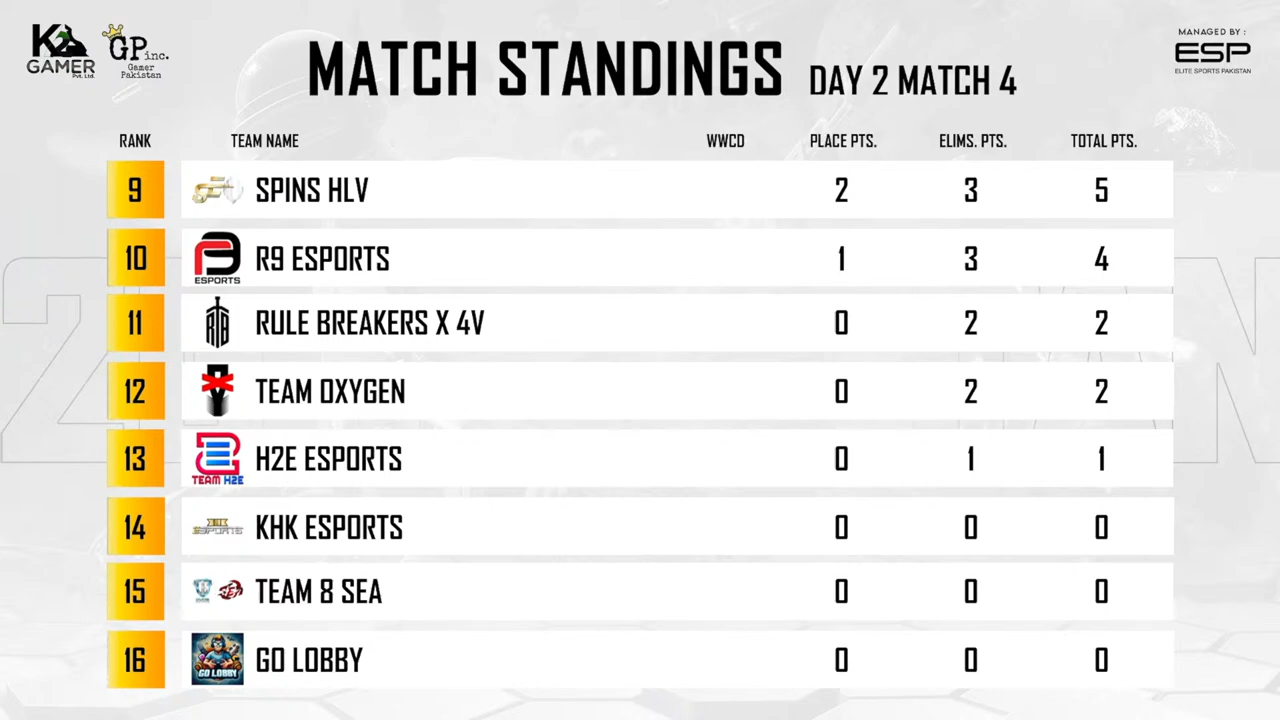 K2 GAMER Pvt. Ltd.
GP inc.
Gamer
Pakistan
MATCH STANDINGS DAY 2 MATCH 4
MANAGED BY :
ESP
ELITE SPORTS PAKISTAN
RANK TEAM NAME WWCD PLACE PTS. ELIMS. PTS. TOTAL PTS.
9 SPINS HLV 2 3 5
10 ESPORTS R9 ESPORTS 1 3 4
11 RULE BREAKERS X 4V 0 2 2
12 TEAM OXYGEN 0 2 2
13 TEAM H2E H2E ESPORTS 0 1 1
14 ESPORTS KHK ESPORTS 0 0 0
15 TEAM 8 SEA 0 0 0
16 GO LOBBY GO LOBBY 0 0 0